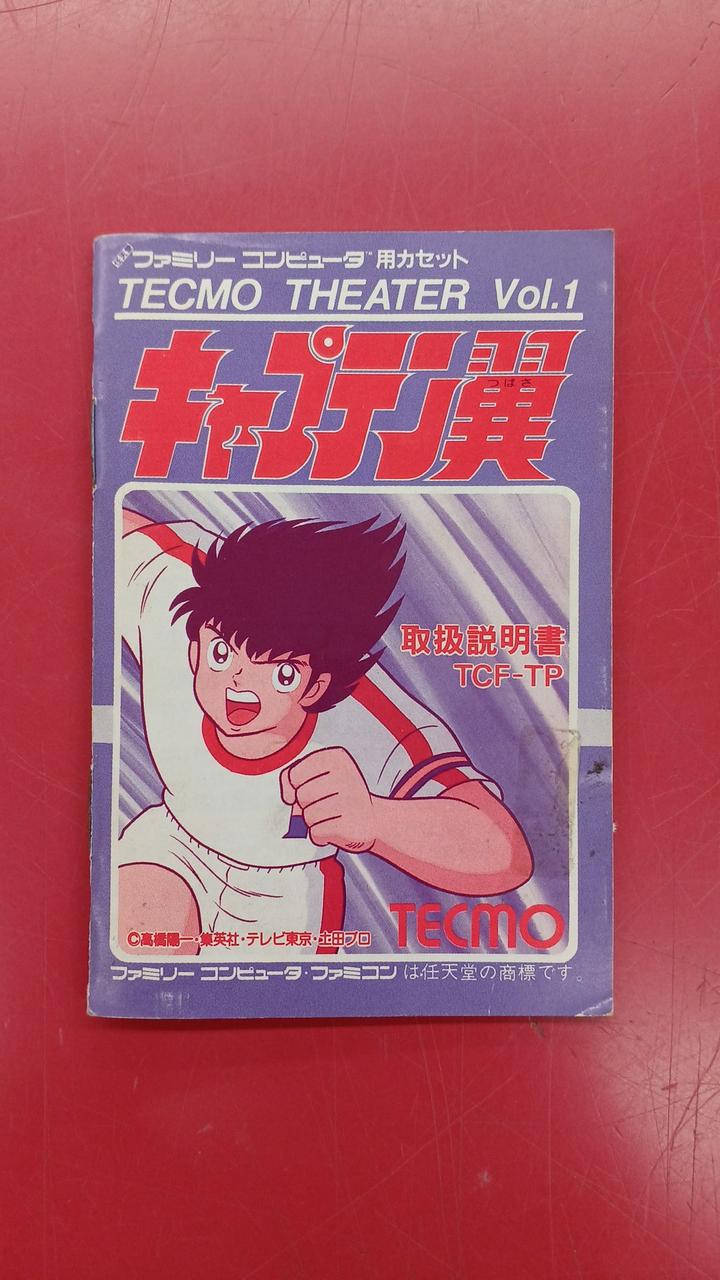 ファミリー コンピュータ™ 用カセット
TECMO THEATER Vol.1
キャプテン翼
つばさ
取扱説明書
TCF-TP
TECMO
©高橋陽一・集英社・テレビ東京・土田プロ
ファミリー コンピュータ・ファミコン は任天堂の商標です。